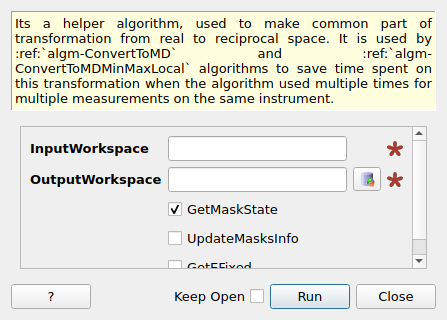 Its a helper algorithm, used to make common part of
transformation from real to reciprocal space. It is used by
:ref:`algm-ConvertToMD` and :ref:`algm-
ConvertToMDMinMaxLocal` algorithms to save time spent on
this transformation when the algorithm used multiple times for
multiple measurements on the same instrument.
InputWorkspace
OutputWorkspace
GetMaskState
UpdateMasksInfo
GetEFixed
? Keep Open Run Close